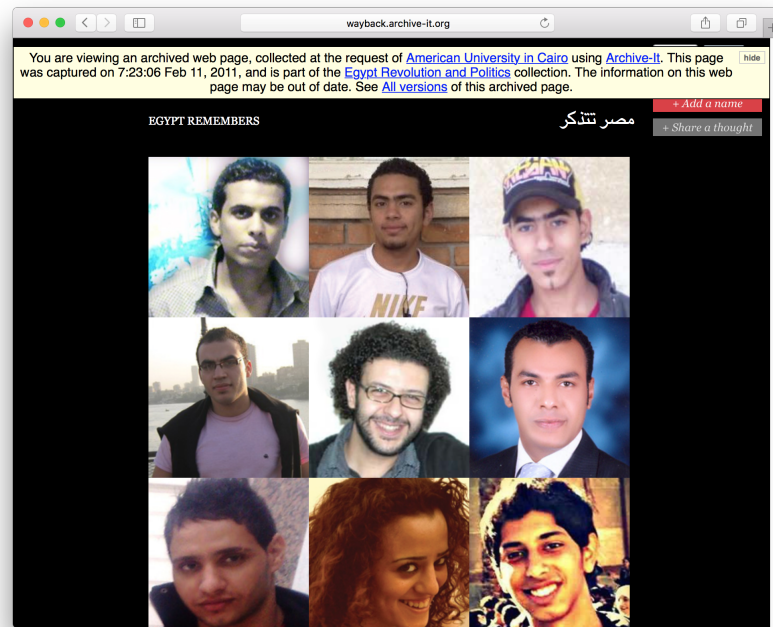 wayback.archive-it.org
You are viewing an archived web page, collected at the request of American University in Cairo using Archive-It. This page
hide
was captured on 7:23:06 Feb 11, 2011, and is part of the Egypt Revolution and Politics collection. The information on this web
page may be out of date. See All versions of this archived page.
+ Add a name
EGYPT REMEMBERS
مصر تتذكر
+ Share a thought
NIKE